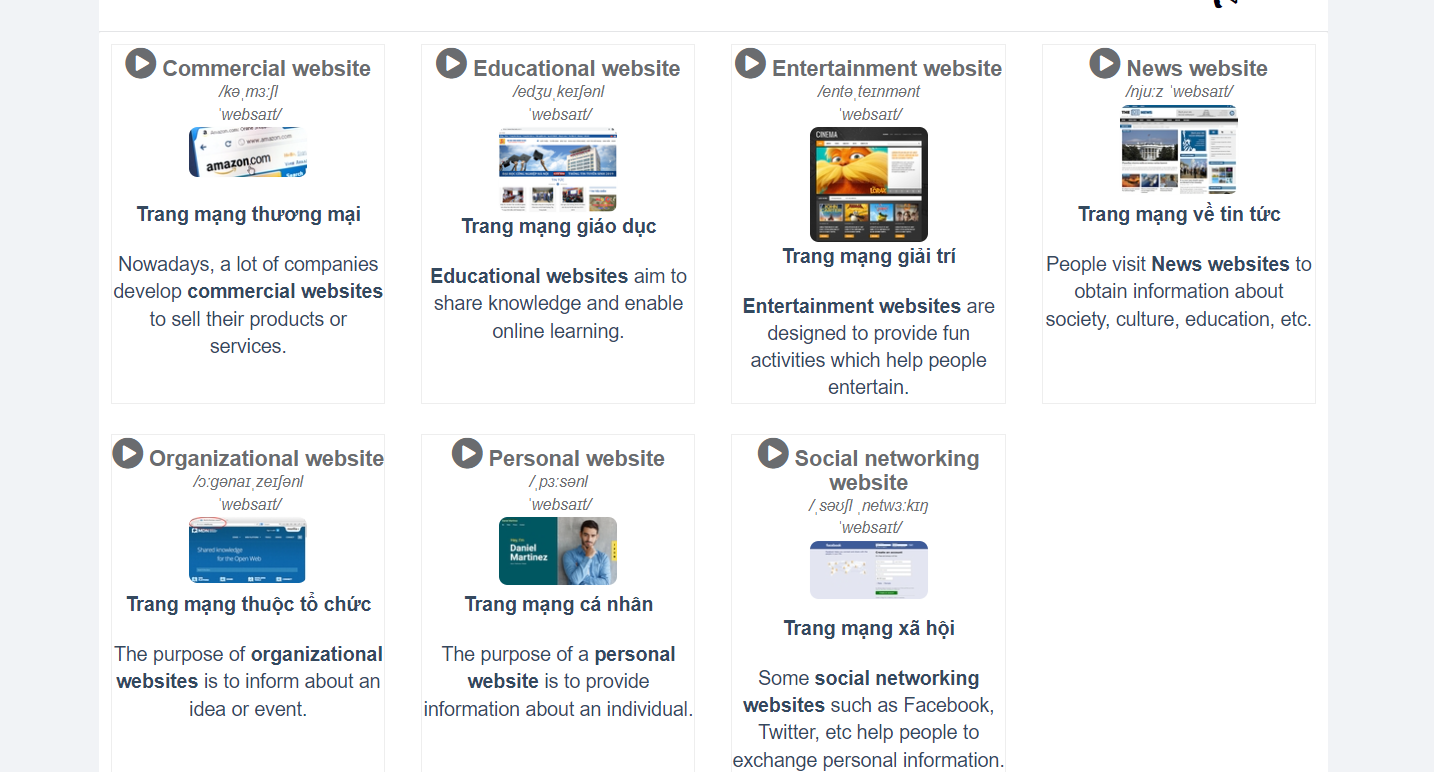 Commercial website
/kəˌmɜːʃl
ˈwebsaɪt/
amazon.com
www.amazon.com
Search
Trang mạng thương mại
Nowadays, a lot of companies
develop commercial websites
to sell their products or
services.
Educational website
/edʒuˌkeɪʃənl
ˈwebsaɪt/
Trang mạng giáo dục
Educational websites aim to
share knowledge and enable
online learning.
Entertainment website
/entəˌteɪnmənt
ˈwebsaɪt/
CINEMA
Trang mạng giải trí
Entertainment websites are
designed to provide fun
activities which help people
entertain.
News website
/njuːz ˈwebsaɪt/
Trang mạng về tin tức
People visit News websites to
obtain information about
society, culture, education, etc.
Organizational website
/ɔːgənaɪˌzeɪʃənl
ˈwebsaɪt/
Shared knowledge
for the Open Web
Trang mạng thuộc tổ chức
The purpose of organizational
websites is to inform about an
idea or event.
Personal website
/ˌpɜːsənl
ˈwebsaɪt/
Daniel
Martinez
Trang mạng cá nhân
The purpose of a personal
website is to provide
information about an individual.
Social networking
website
/ˌsəʊʃl ˌnetwɜːkɪŋ
ˈwebsaɪt/
facebook
Trang mạng xã hội
Some social networking
websites such as Facebook,
Twitter, etc help people to
exchange personal information.